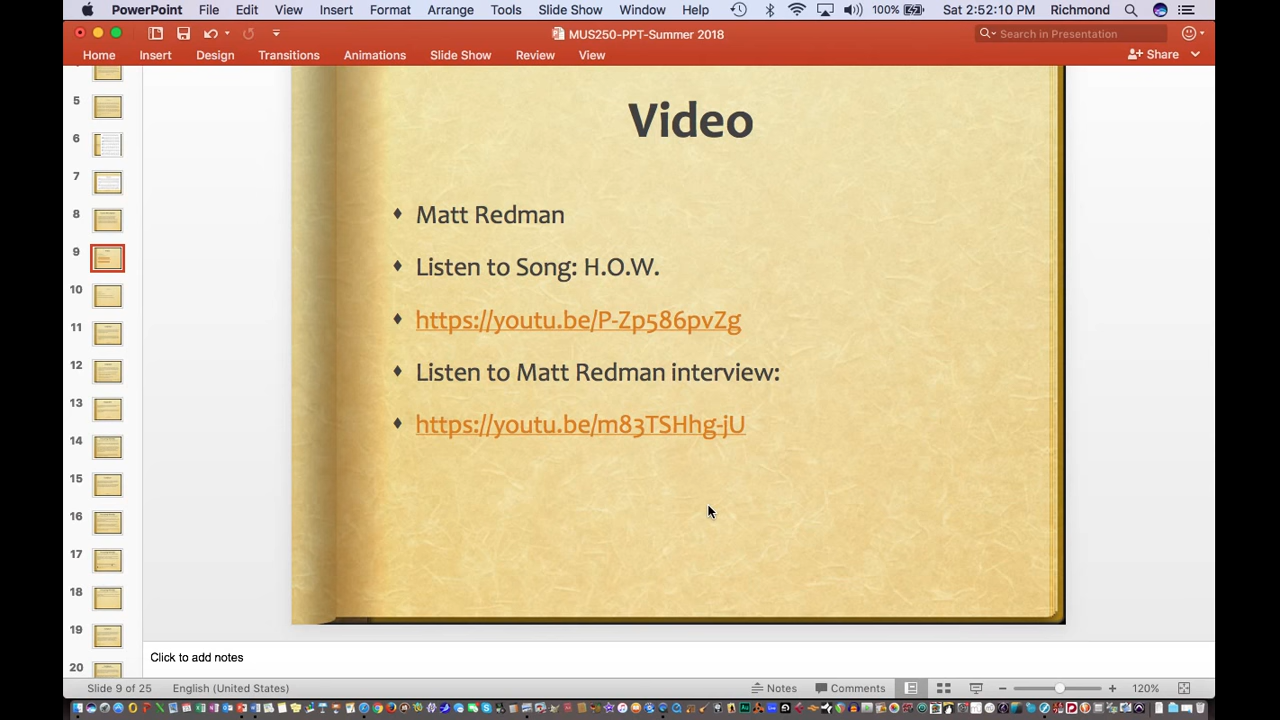 PowerPoint File Edit View Insert Format Arrange Tools Slide Show Window Help 100% Sat 2:52:10 PM Richmond
MUS250-PPT-Summer 2018 Search in Presentation
Home Insert Design Transitions Animations Slide Show Review View Share
Video
Matt Redman
Listen to Song: H.O.W.
https://youtu.be/P-Zp586pvZg
Listen to Matt Redman interview:
https://youtu.be/m83TSHhg-jU
5
6
7
8
9
10
11
12
13
14
15
16
17
18
19
20
Click to add notes
Slide 9 of 25 English (United States) Notes Comments 120%